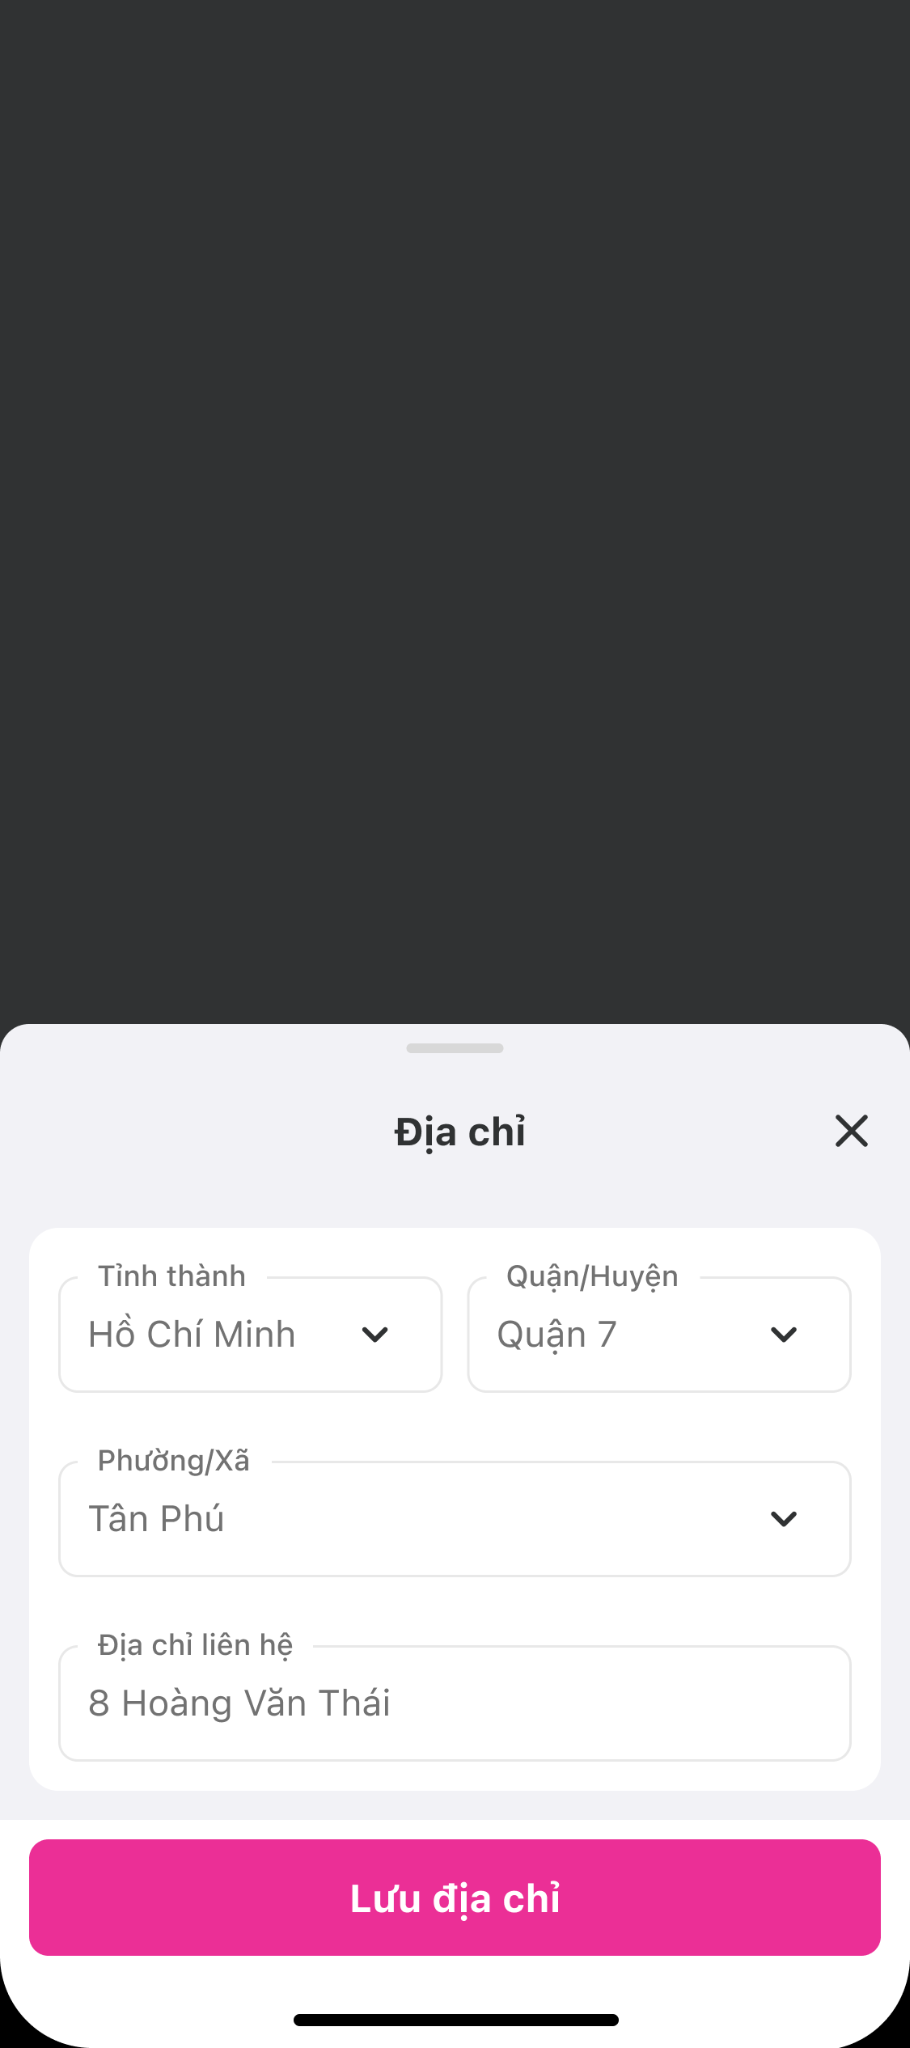 Địa chỉ
Tỉnh thành
Quận/Huyện
Hồ Chí Minh
Quận 7
Phường/Xã
Tân Phú
Địa chỉ liên hệ
8 Hoàng Văn Thái
Lưu địa chỉ